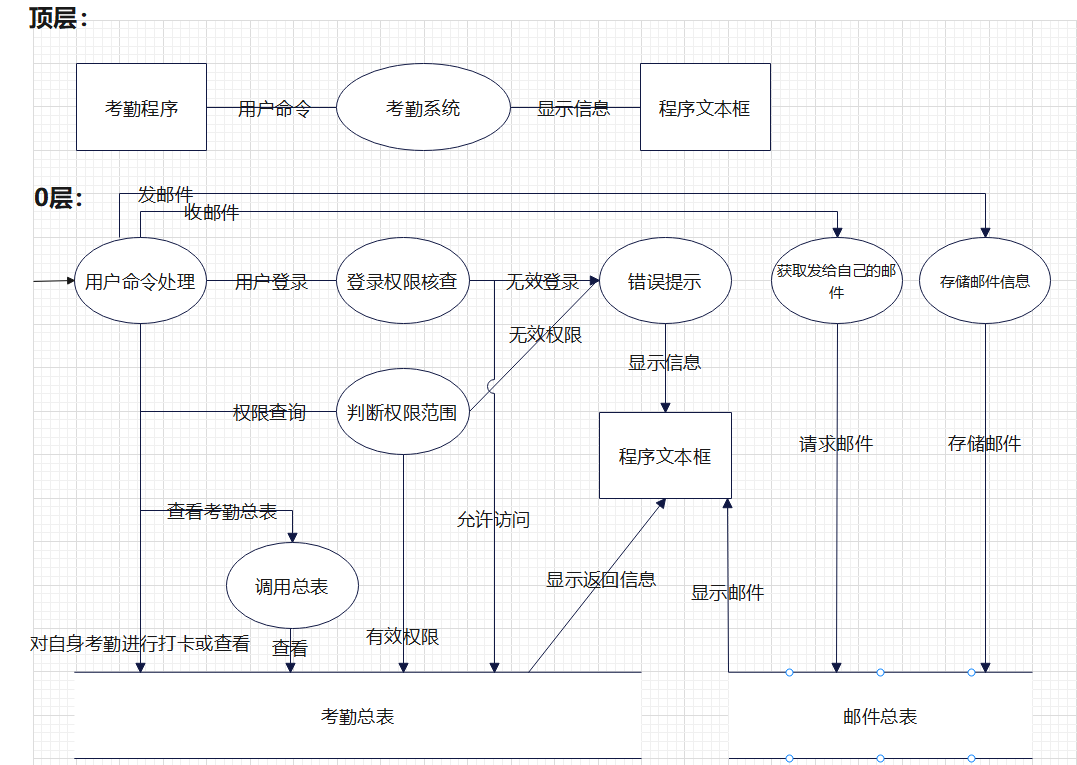 顶层：
考勤程序
用户命令
考勤系统
显示信息
程序文本框
0层：
发邮件
收邮件
用户命令处理
用户登录
登录权限核查
无效登录
错误提示
获取发给自己的邮
件
存储邮件信息
无效权限
显示信息
权限查询
判断权限范围
程序文本框
请求邮件
存储邮件
查看考勤总表
允许访问
调用总表
显示返回信息
显示邮件
对自身考勤进行打卡或查看
查看
有效权限
考勤总表
邮件总表